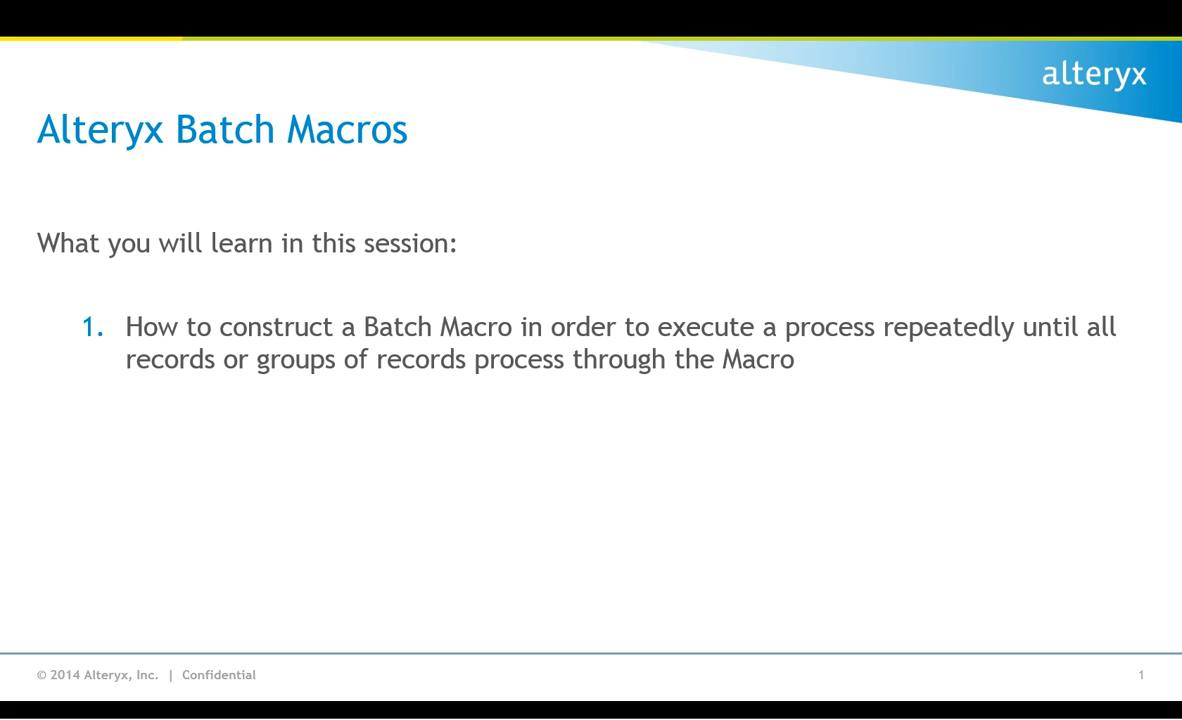 alteryx
Alteryx Batch Macros
What you will learn in this session:
1. How to construct a Batch Macro in order to execute a process repeatedly until all
records or groups of records process through the Macro
© 2014 Alteryx, Inc. | Confidential
1